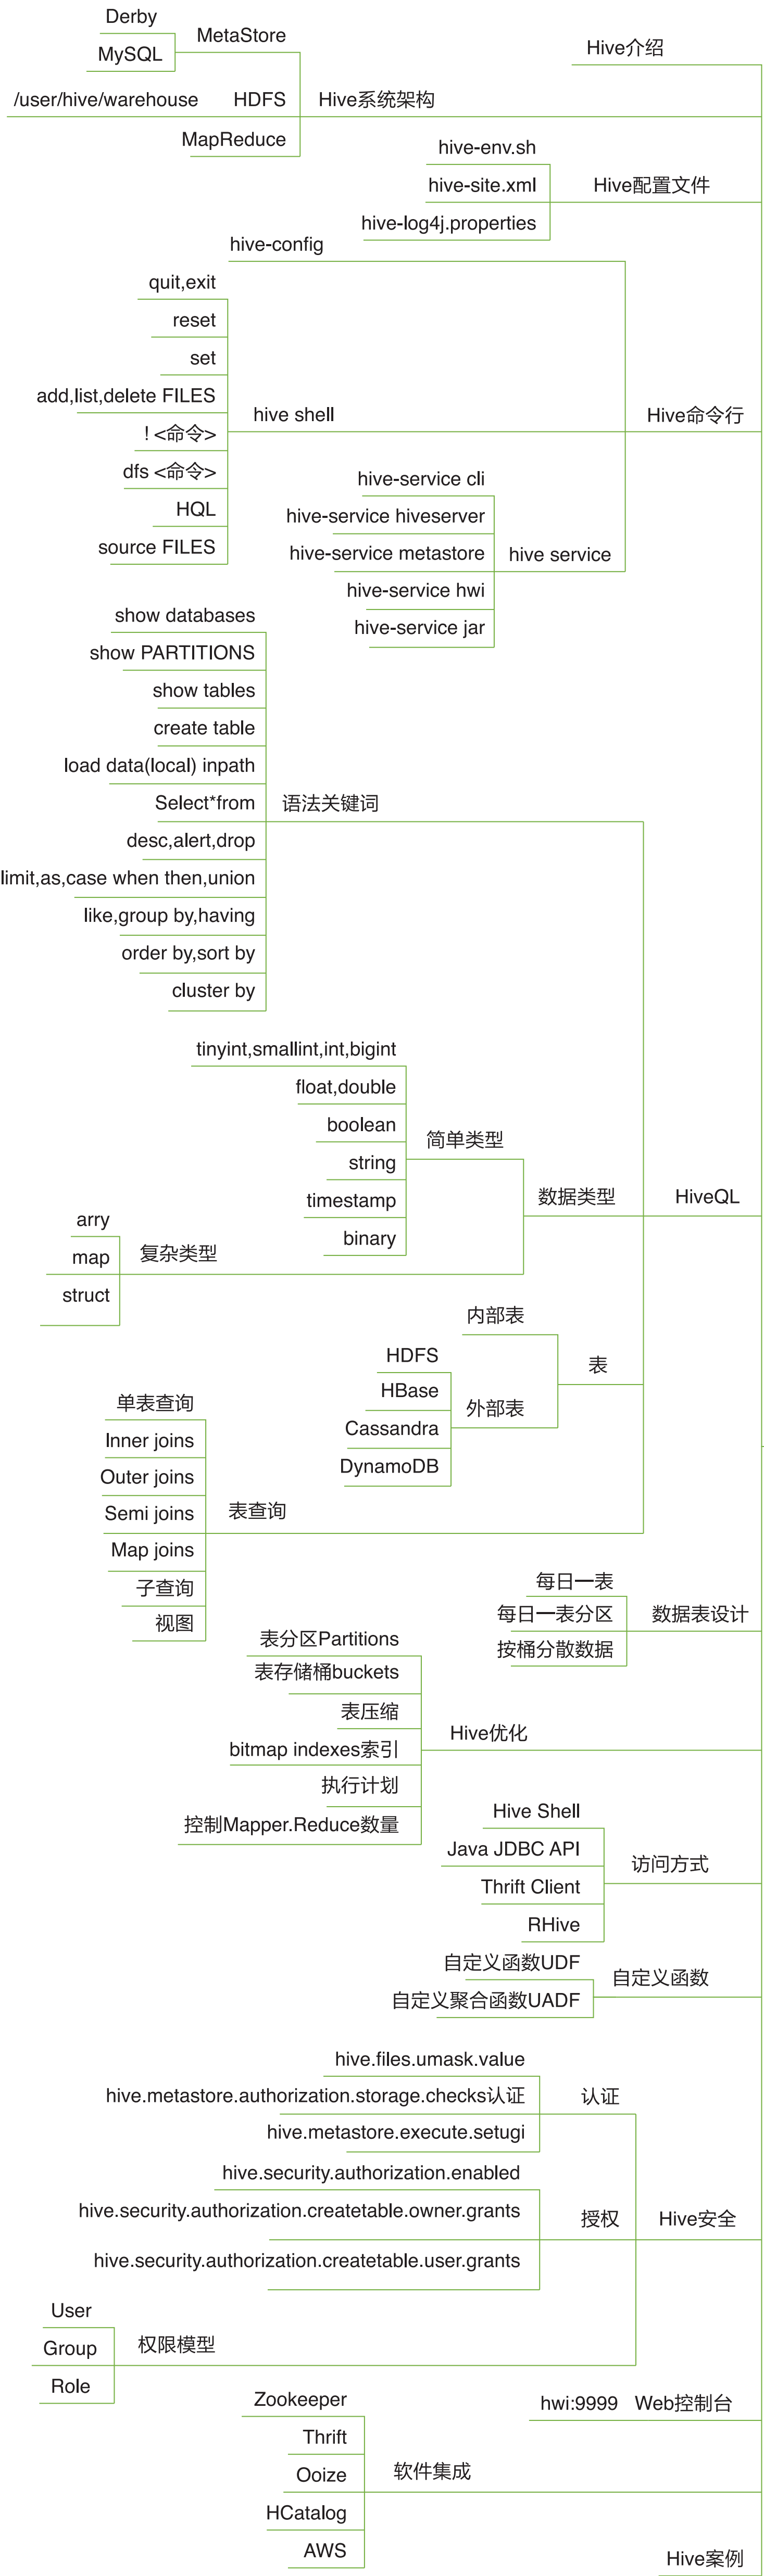 Hive介绍
Derby
MySQL
MetaStore
/user/hive/warehouse
HDFS
MapReduce
Hive系统架构
hive-env.sh
hive-site.xml
hive-log4j.properties
Hive配置文件
hive-config
quit,exit
reset
set
add,list,delete FILES
! <命令>
dfs <命令>
HQL
source FILES
hive shell
Hive命令行
hive-service cli
hive-service hiveserver
hive-service metastore
hive-service hwi
hive-service jar
hive service
show databases
show PARTITIONS
show tables
create table
load data(local) inpath
Select*from
desc,alert,drop
limit,as,case when then,union
like,group by,having
order by,sort by
cluster by
语法关键词
tinyint,smallint,int,bigint
float,double
boolean
string
timestamp
binary
简单类型
数据类型
HiveQL
arry
map
struct
复杂类型
内部表
HDFS
HBase
Cassandra
DynamoDB
外部表
表
单表查询
Inner joins
Outer joins
Semi joins
Map joins
子查询
视图
表查询
每日一表
每日一表分区
按桶分散数据
数据表设计
表分区Partitions
表存储桶buckets
表压缩
bitmap indexes索引
执行计划
控制Mapper.Reduce数量
Hive优化
Hive Shell
Java JDBC API
Thrift Client
RHive
访问方式
自定义函数UDF
自定义聚合函数UADF
自定义函数
hive.files.umask.value
hive.metastore.authorization.storage.checks认证
hive.metastore.execute.setugi
认证
hive.security.authorization.enabled
hive.security.authorization.createtable.owner.grants
hive.security.authorization.createtable.user.grants
授权
Hive安全
User
Group
Role
权限模型
hwi:9999
Web控制台
Zookeeper
Thrift
Ooize
HCatalog
AWS
软件集成
Hive案例